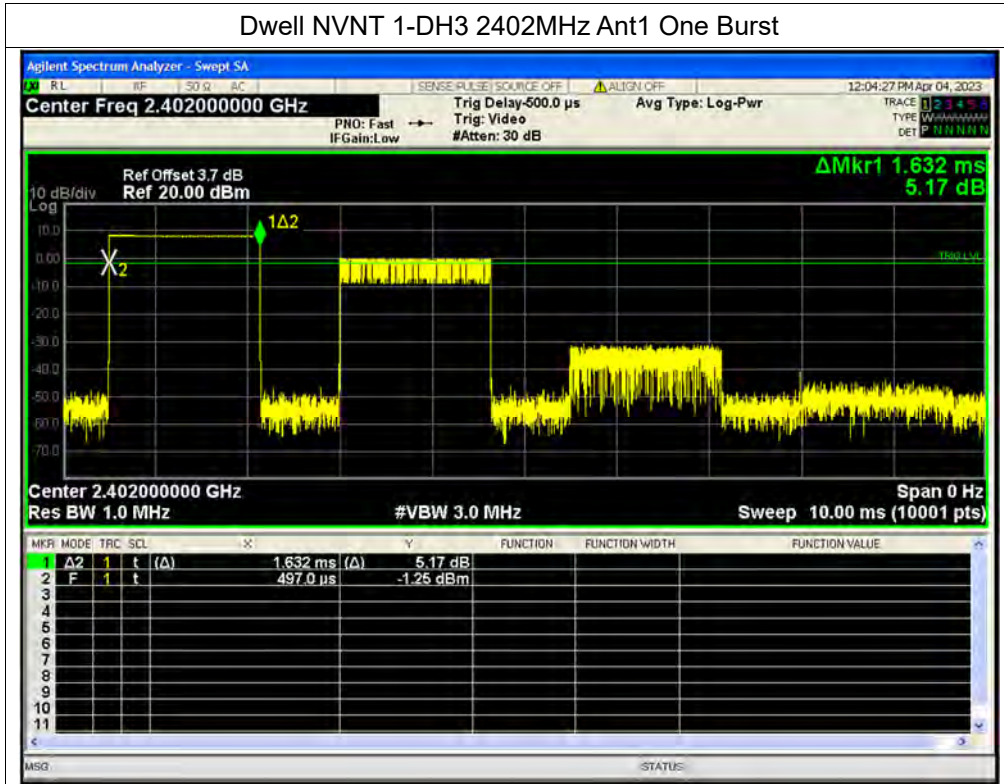 Dwell NVNT 1-DH3 2402MHz Ant1 One Burst
Agilent Spectrum Analyzer - Swept SA
LXI RL RF 50 Ω AC SENSE:PULSE SOURCE OFF ALIGN OFF 12:04:27 PM Apr 04, 2023
Center Freq 2.402000000 GHz Trig Delay-500.0 µs Avg Type: Log-Pwr TRACE 1 2 3 4 5 6
PNO: Fast Trig: Video TYPE W
IFGain:Low #Atten: 30 dB DET P N N N N N
ΔMkr1 1.632 ms
Ref Offset 3.7 dB 5.17 dB
10 dB/div Ref 20.00 dBm
Log
1Δ2
10.0
0.00
TRIG LVL
2
-10.0
-20.0
-30.0
-40.0
-50.0
-60.0
-70.0
Center 2.402000000 GHz Span 0 Hz
Res BW 1.0 MHz #VBW 3.0 MHz Sweep 10.00 ms (10001 pts)
MKR MODE TRC SCL X Y FUNCTION FUNCTION WIDTH FUNCTION VALUE
1 Δ2 1 t (Δ) 1.632 ms (Δ) 5.17 dB
2 F 1 t 497.0 µs -1.25 dBm
3
4
5
6
7
8
9
10
11
MSG STATUS